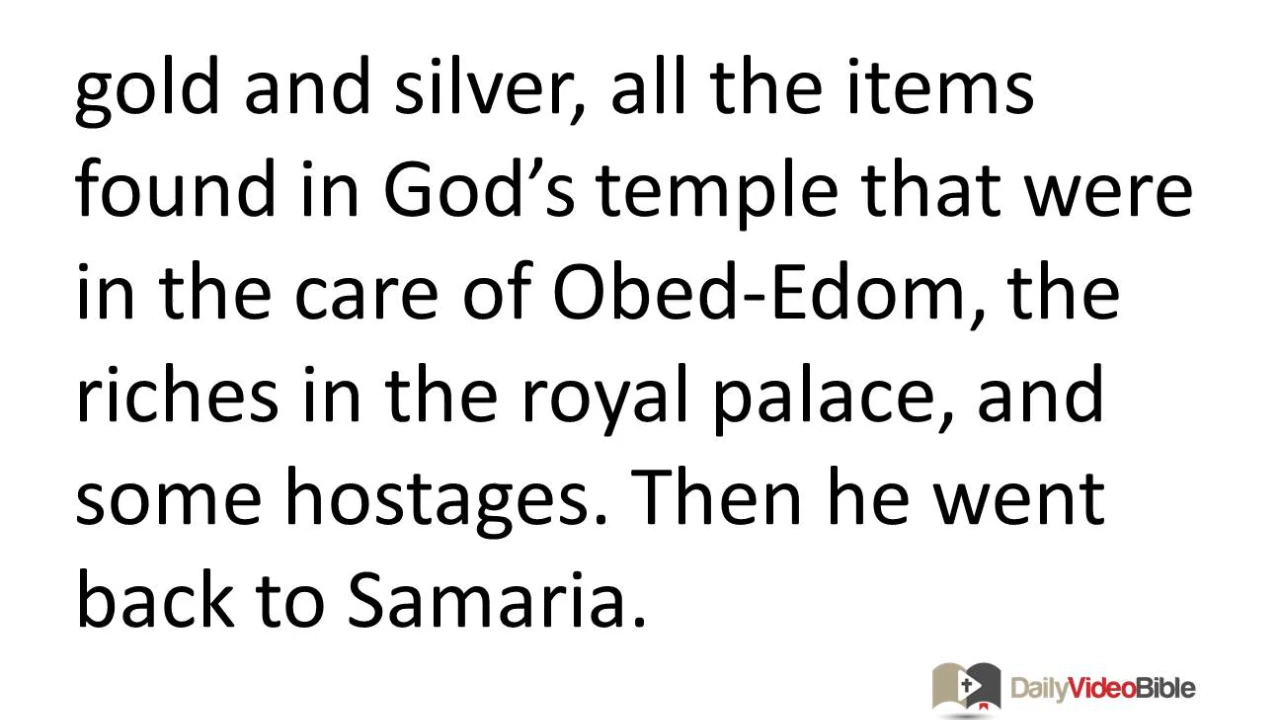 gold and silver, all the items
found in God’s temple that were
in the care of Obed-Edom, the
riches in the royal palace, and
some hostages. Then he went
back to Samaria.
DailyVideoBible